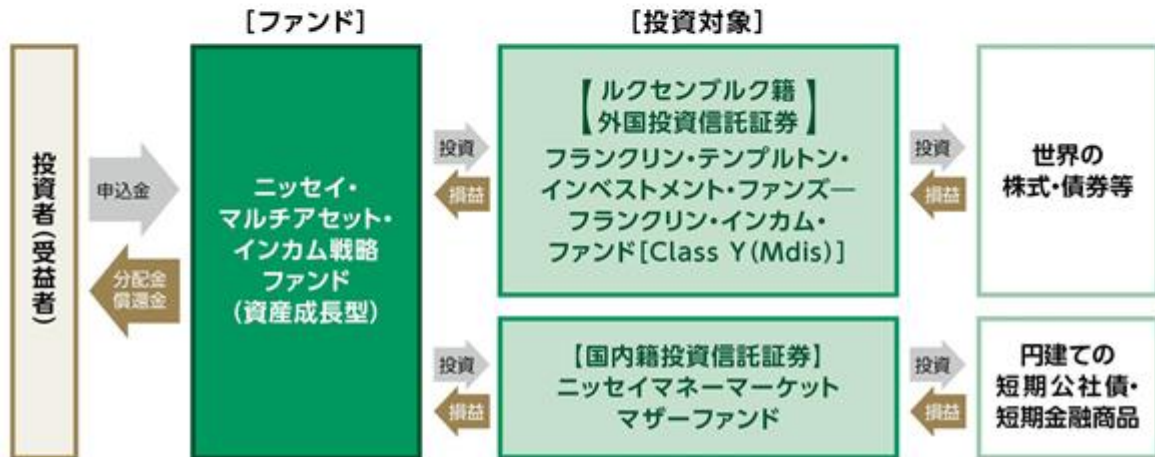 [ファンド]
[投資対象]
投資者(受益者)
申込金
分配金
償還金
ニッセイ・
マルチアセット・
インカム戦略
ファンド
(資産成長型)
投資
損益
【ルクセンブルク籍
外国投資信託証券】
フランクリン・テンプルトン・
インベストメント・ファンズ―
フランクリン・インカム・
ファンド[Class Y(Mdis)]
投資
損益
世界の
株式・債券等
投資
損益
【国内籍投資信託証券】
ニッセイマネーマーケット
マザーファンド
投資
損益
円建ての
短期公社債・
短期金融商品